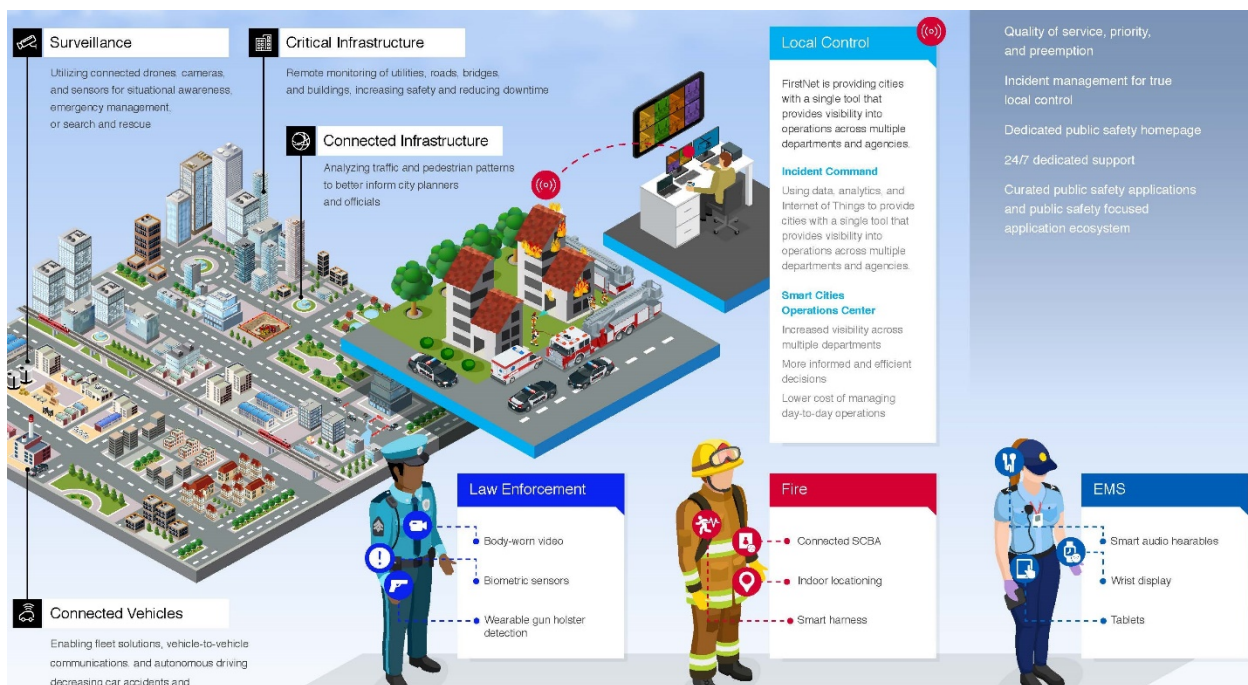 Surveillance
Utilizing connected drones, cameras,
and sensors for situational awareness,
emergency management,
or search and rescue
Critical Infrastructure
Remote monitoring of utilities, roads, bridges,
and buildings, increasing safety and reducing downtime
Connected Infrastructure
Analyzing traffic and pedestrian patterns
to better inform city planners
and officials
Local Control
FirstNet is providing cities
with a single tool that
provides visibility into
operations across multiple
departments and agencies.
Incident Command
Using data, analytics, and
Internet of Things to provide
cities with a single tool that
provides visibility into
operations across multiple
departments and agencies.
Smart Cities
Operations Center
Increased visibility across
multiple departments
More informed and efficient
decisions
Lower cost of managing
day-to-day operations
Quality of service, priority,
and preemption
Incident management for true
local control
Dedicated public safety homepage
24/7 dedicated support
Curated public safety applications
and public safety focused
application ecosystem
Law Enforcement
Body-worn video
Biometric sensors
Wearable gun holster
detection
Fire
Connected SCBA
Indoor locationing
Smart harness
EMS
Smart audio hearables
Wrist display
Tablets
Connected Vehicles
Enabling fleet solutions, vehicle-to-vehicle
communications, and autonomous driving
decreasing car accidents and